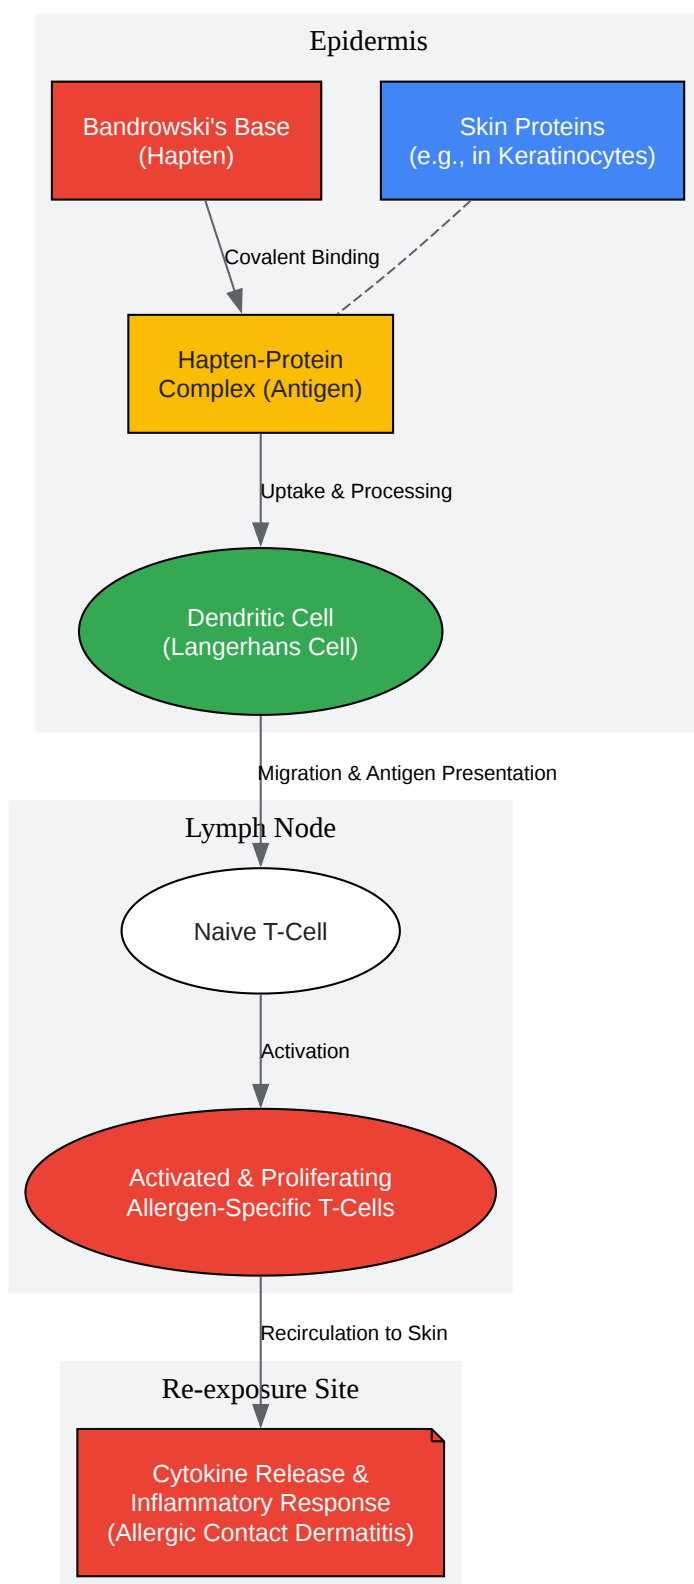 Epidermis
Bandrowski's Base
(Hapten)
Skin Proteins
(e.g., in Keratinocytes)
Covalent Binding
Hapten-Protein
Complex (Antigen)
Uptake & Processing
Dendritic Cell
(Langerhans Cell)
Migration & Antigen Presentation
Lymph Node
Naive T-Cell
Activation
Activated & Proliferating
Allergen-Specific T-Cells
Recirculation to Skin
Re-exposure Site
Cytokine Release &
Inflammatory Response
(Allergic Contact Dermatitis)